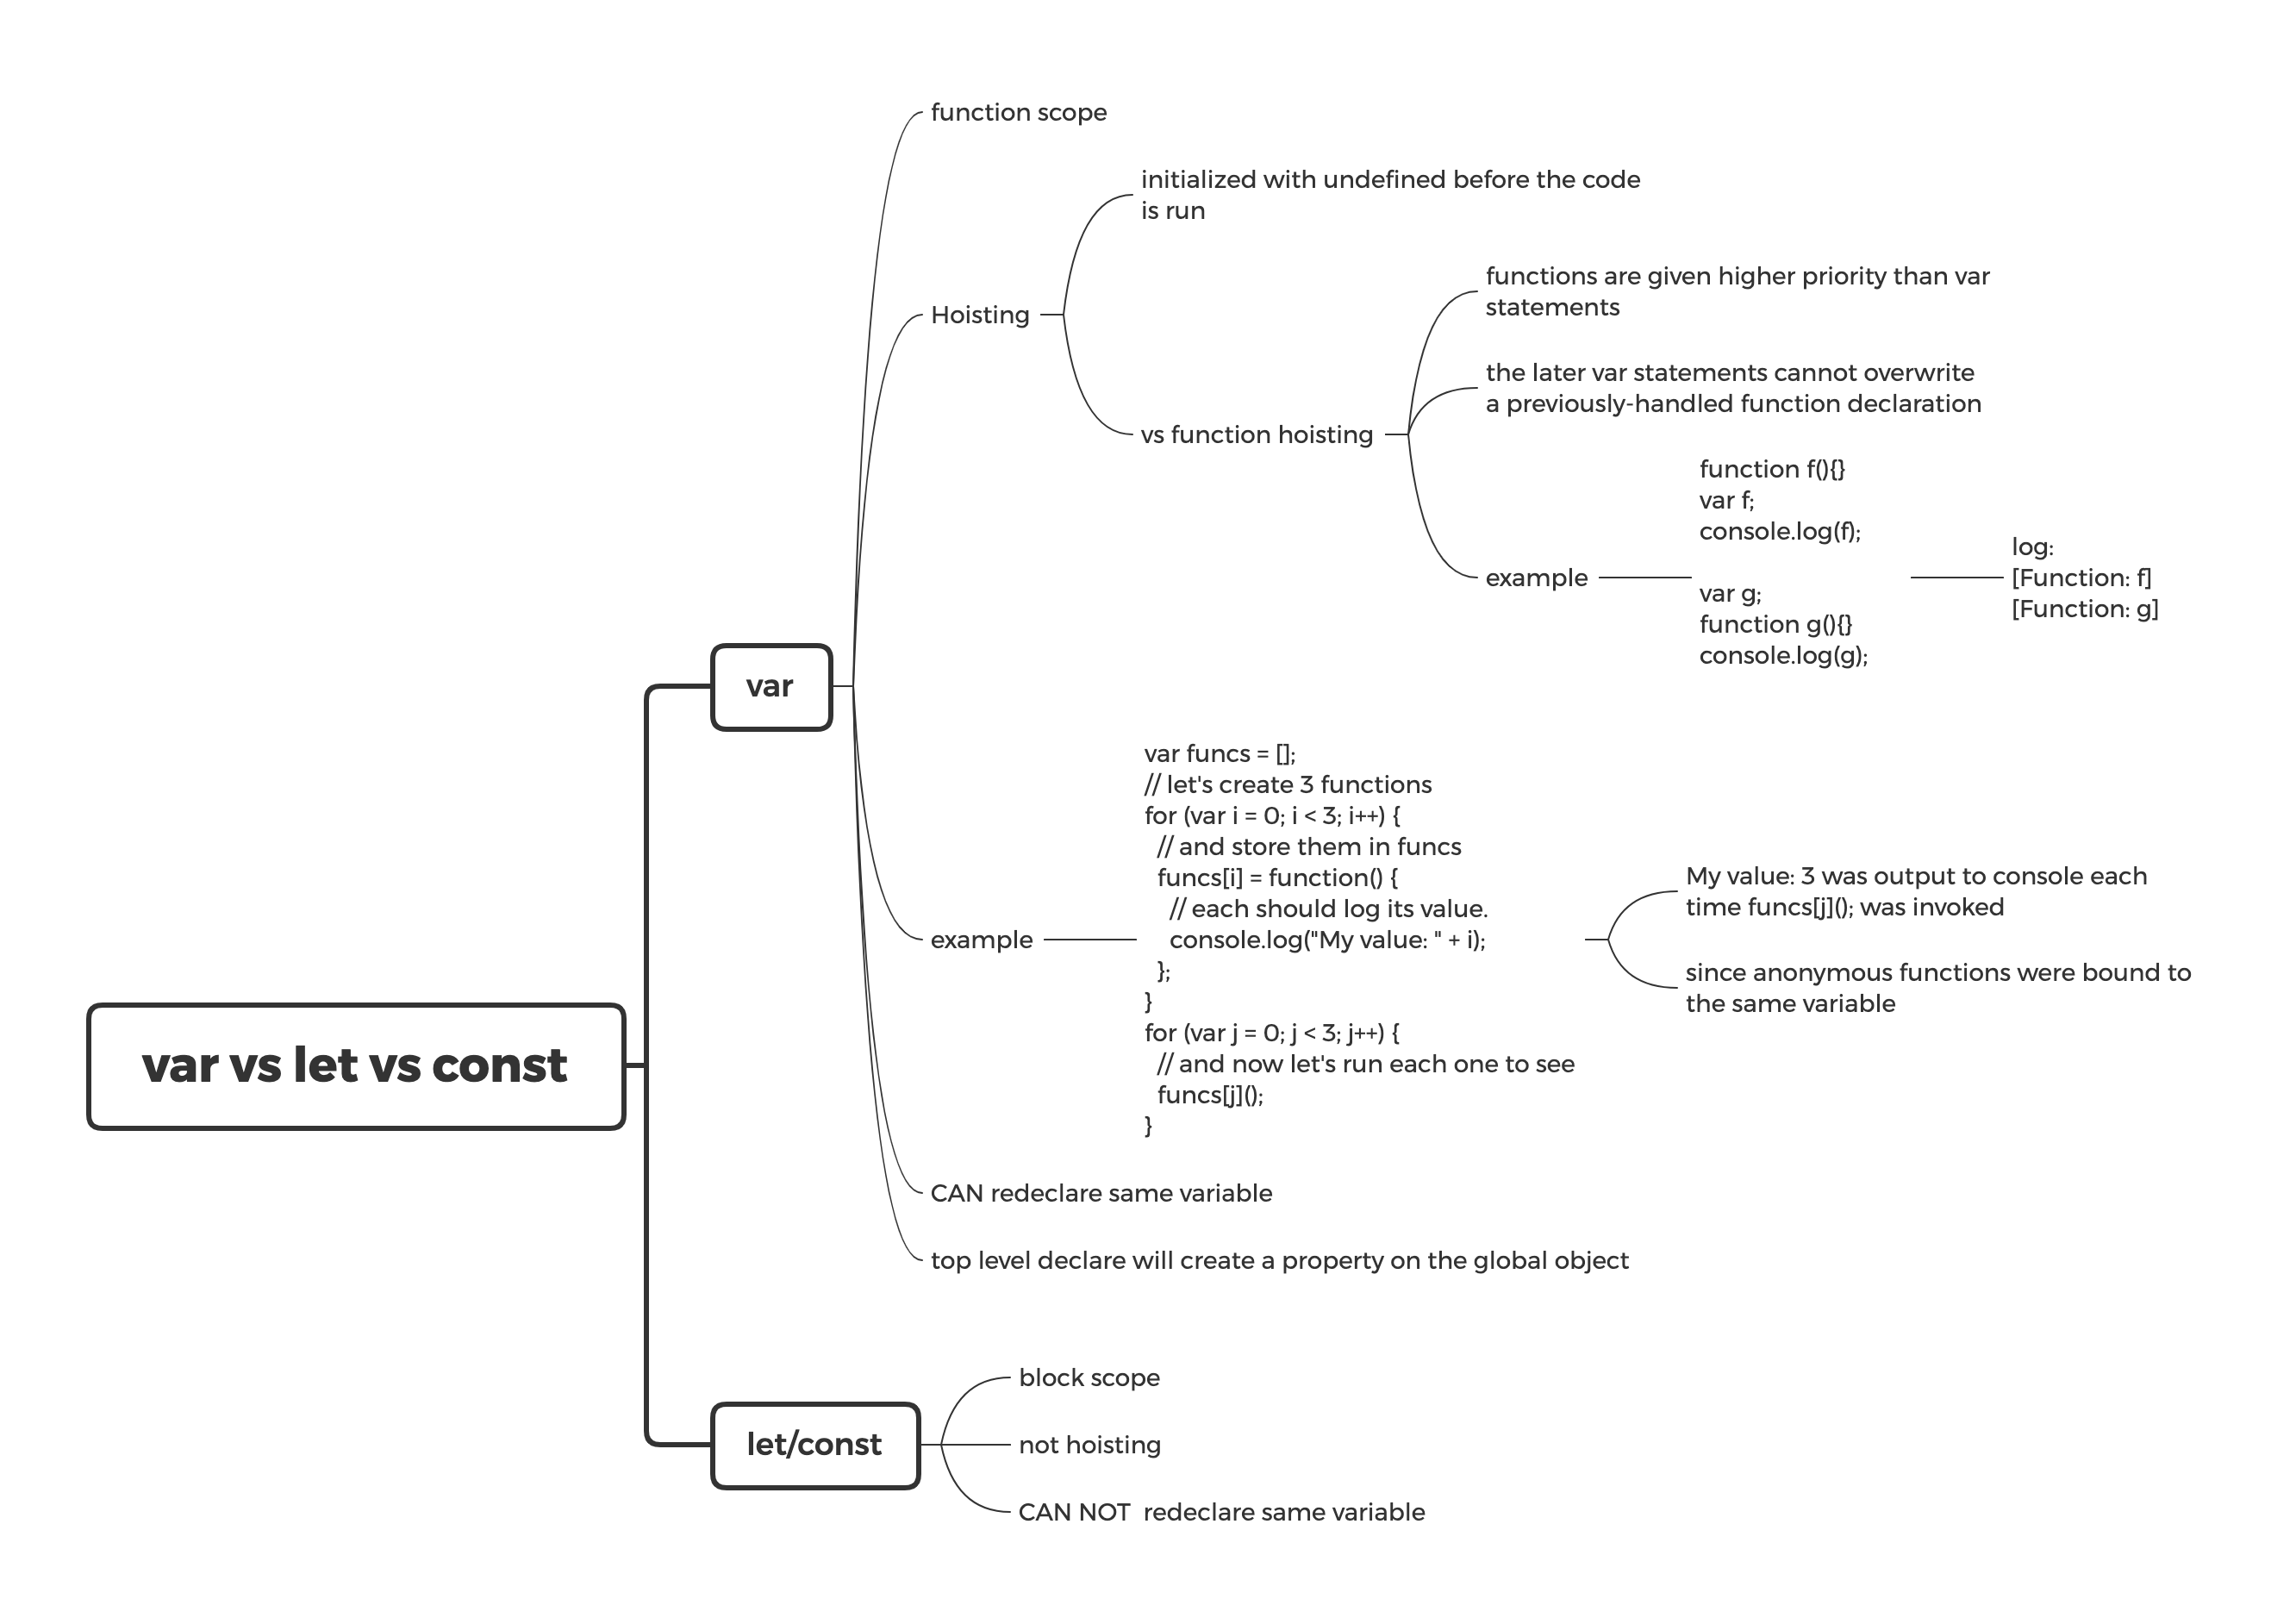 var vs let vs const
var
function scope
Hoisting
initialized with undefined before the code
is run
vs function hoisting
functions are given higher priority than var
statements
the later var statements cannot overwrite
a previously-handled function declaration
example
function f(){}
var f;
console.log(f);
var g;
function g(){}
console.log(g);
log:
[Function: f]
[Function: g]
example
var funcs = [];
// let's create 3 functions
for (var i = 0; i < 3; i++) {
  // and store them in funcs
  funcs[i] = function() {
    // each should log its value.
    console.log("My value: " + i);
  };
}
for (var j = 0; j < 3; j++) {
  // and now let's run each one to see
  funcs[j]();
}
My value: 3 was output to console each
time funcs[j](); was invoked
since anonymous functions were bound to
the same variable
CAN redeclare same variable
top level declare will create a property on the global object
let/const
block scope
not hoisting
CAN NOT  redeclare same variable